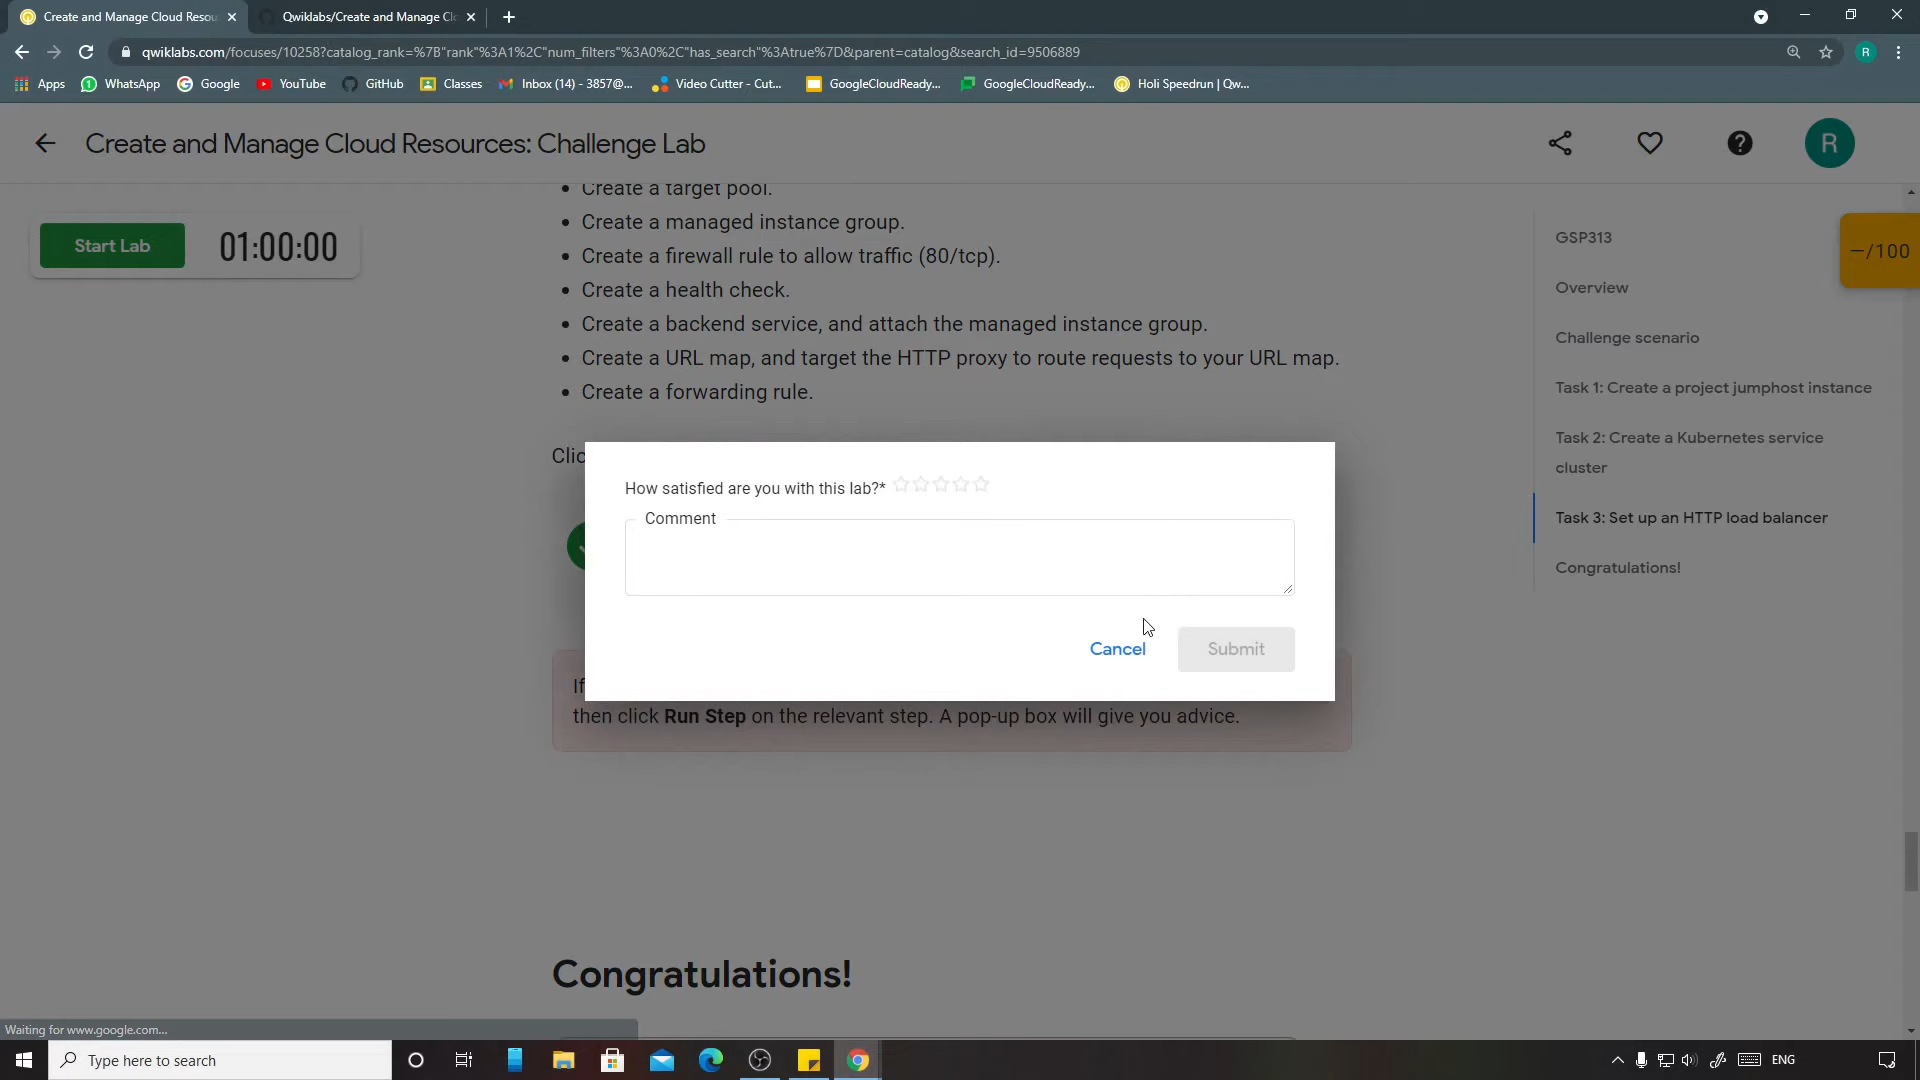 Create and Manage Cloud Resou
Qwiklabs/Create and Manage Cl
qwiklabs.com/focuses/10258?catalog_rank=%7B"rank"%3A1%2C"num_filters"%3A0%2C"has_search"%3Atrue%7D&parent=catalog&search_id=9506889
R
Apps
WhatsApp
Google
YouTube
GitHub
Classes
Inbox (14) - 3857@...
Video Cutter - Cut...
GoogleCloudReady...
GoogleCloudReady...
Holi Speedrun | Qw...
Create and Manage Cloud Resources: Challenge Lab
R
Start Lab
01:00:00
• Create a target pool.
• Create a managed instance group.
• Create a firewall rule to allow traffic (80/tcp).
• Create a health check.
• Create a backend service, and attach the managed instance group.
• Create a URL map, and target the HTTP proxy to route requests to your URL map.
• Create a forwarding rule.
Clic
How satisfied are you with this lab?*
Comment
Cancel
Submit
If
then click Run Step on the relevant step. A pop-up box will give you advice.
Congratulations!
GSP313
Overview
Challenge scenario
Task 1: Create a project jumphost instance
Task 2: Create a Kubernetes service
cluster
Task 3: Set up an HTTP load balancer
Congratulations!
–/100
Waiting for www.google.com...
Type here to search
ENG